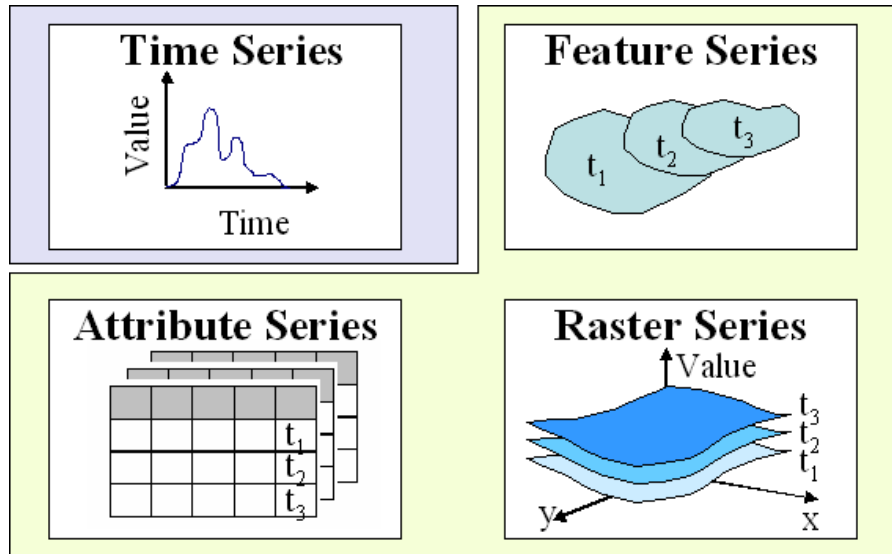 Time Series
Value
Time
Feature Series
t₁
t₂
t₃
Attribute Series
t₁
t₂
t₃
Raster Series
Value
t₃
t₂
t₁
y
x